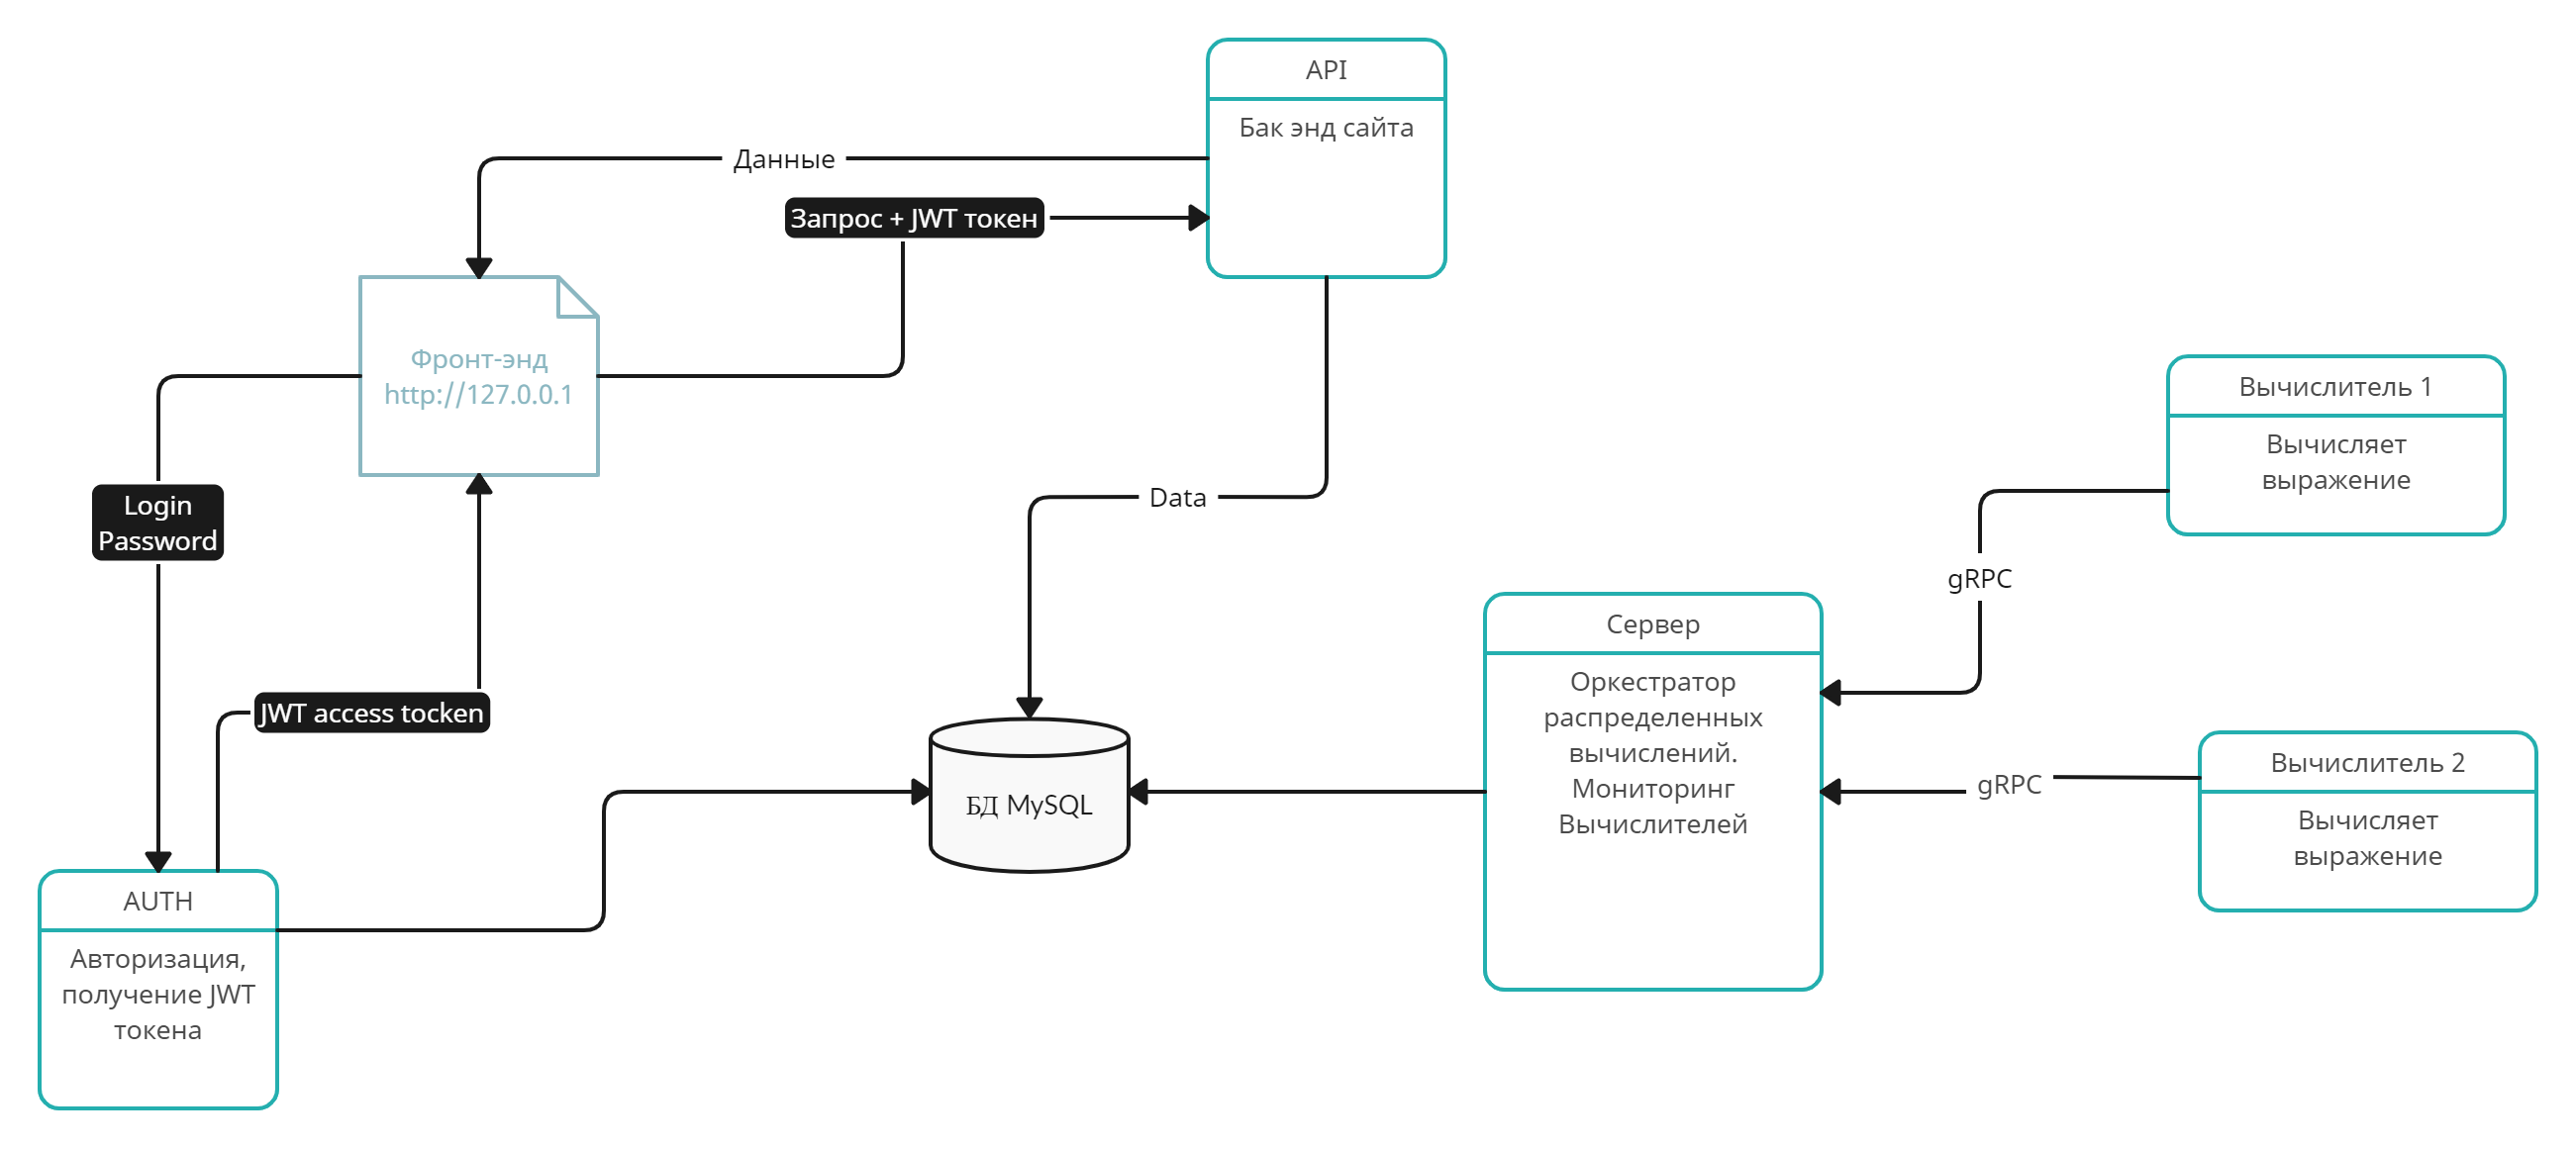 API
Бак энд сайта
Данные
Запрос + JWT токен
Фронт-энд
http://127.0.0.1
Login
Password
JWT access tocken
Data
AUTH
Авторизация,
получение JWT
токена
БД MySQL
Сервер
Оркестратор
распределенных
вычислений.
Мониторинг
Вычислителей
gRPC
gRPC
Вычислитель 1
Вычисляет
выражение
Вычислитель 2
Вычисляет
выражение